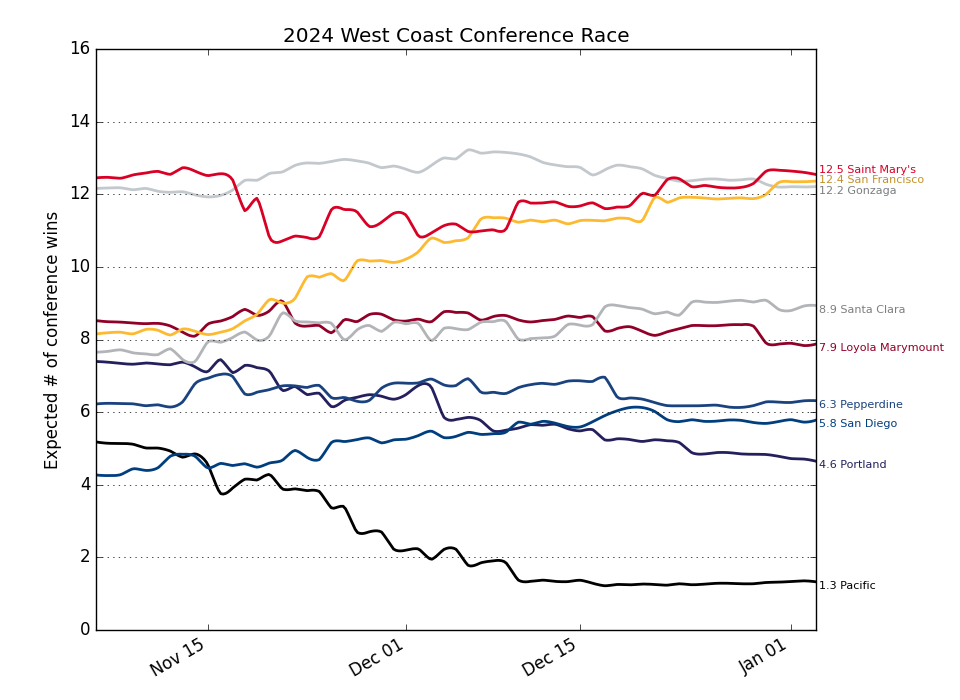 2024 West Coast Conference Race
Expected # of conference wins
16
14
12
10
8
6
4
2
0
12.5 Saint Mary's
12.4 San Francisco
12.2 Gonzaga
8.9 Santa Clara
7.9 Loyola Marymount
6.3 Pepperdine
5.8 San Diego
4.6 Portland
1.3 Pacific
Nov 15
Dec 01
Dec 15
Jan 01